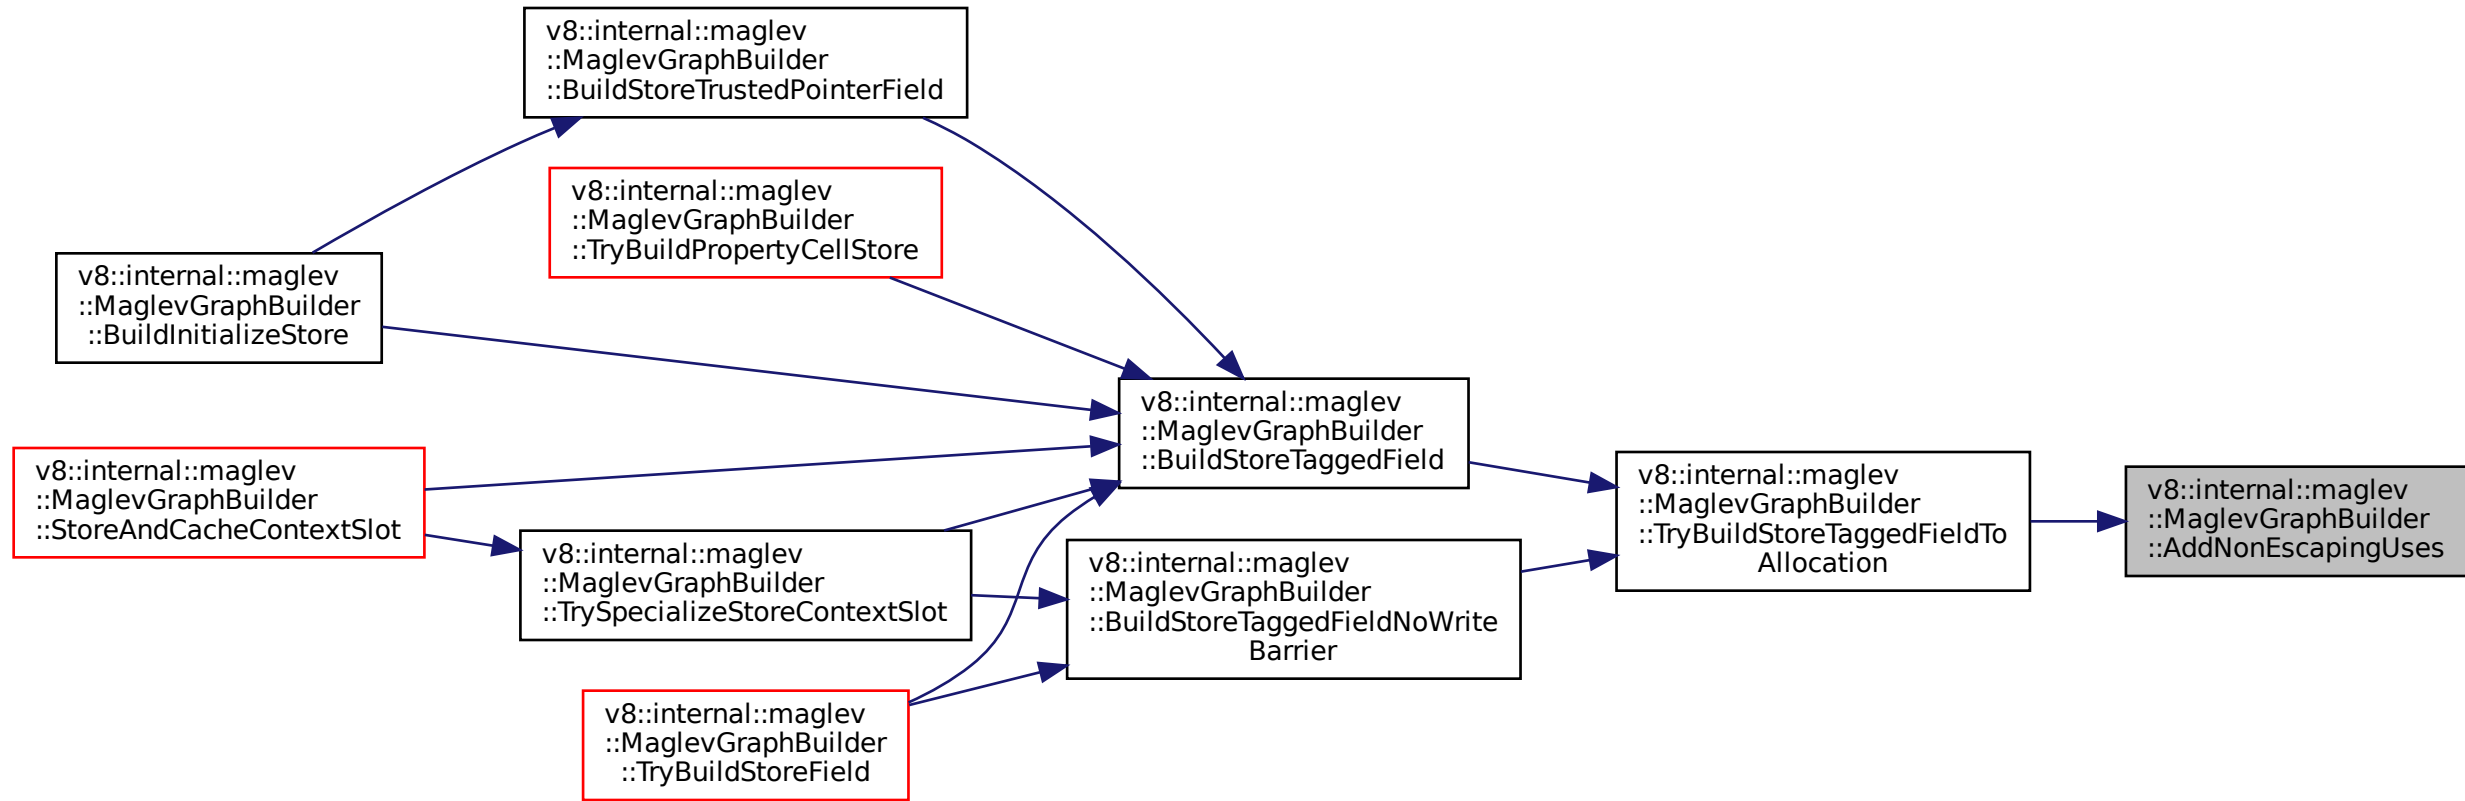 v8::internal::maglev
::MaglevGraphBuilder
::BuildStoreTrustedPointerField
v8::internal::maglev
::MaglevGraphBuilder
::TryBuildPropertyCellStore
v8::internal::maglev
::MaglevGraphBuilder
::BuildInitializeStore
v8::internal::maglev
::MaglevGraphBuilder
::BuildStoreTaggedField
v8::internal::maglev
::MaglevGraphBuilder
::StoreAndCacheContextSlot
v8::internal::maglev
::MaglevGraphBuilder
::TryBuildStoreTaggedFieldTo
Allocation
v8::internal::maglev
::MaglevGraphBuilder
::AddNonEscapingUses
v8::internal::maglev
::MaglevGraphBuilder
::TrySpecializeStoreContextSlot
v8::internal::maglev
::MaglevGraphBuilder
::BuildStoreTaggedFieldNoWrite
Barrier
v8::internal::maglev
::MaglevGraphBuilder
::TryBuildStoreField